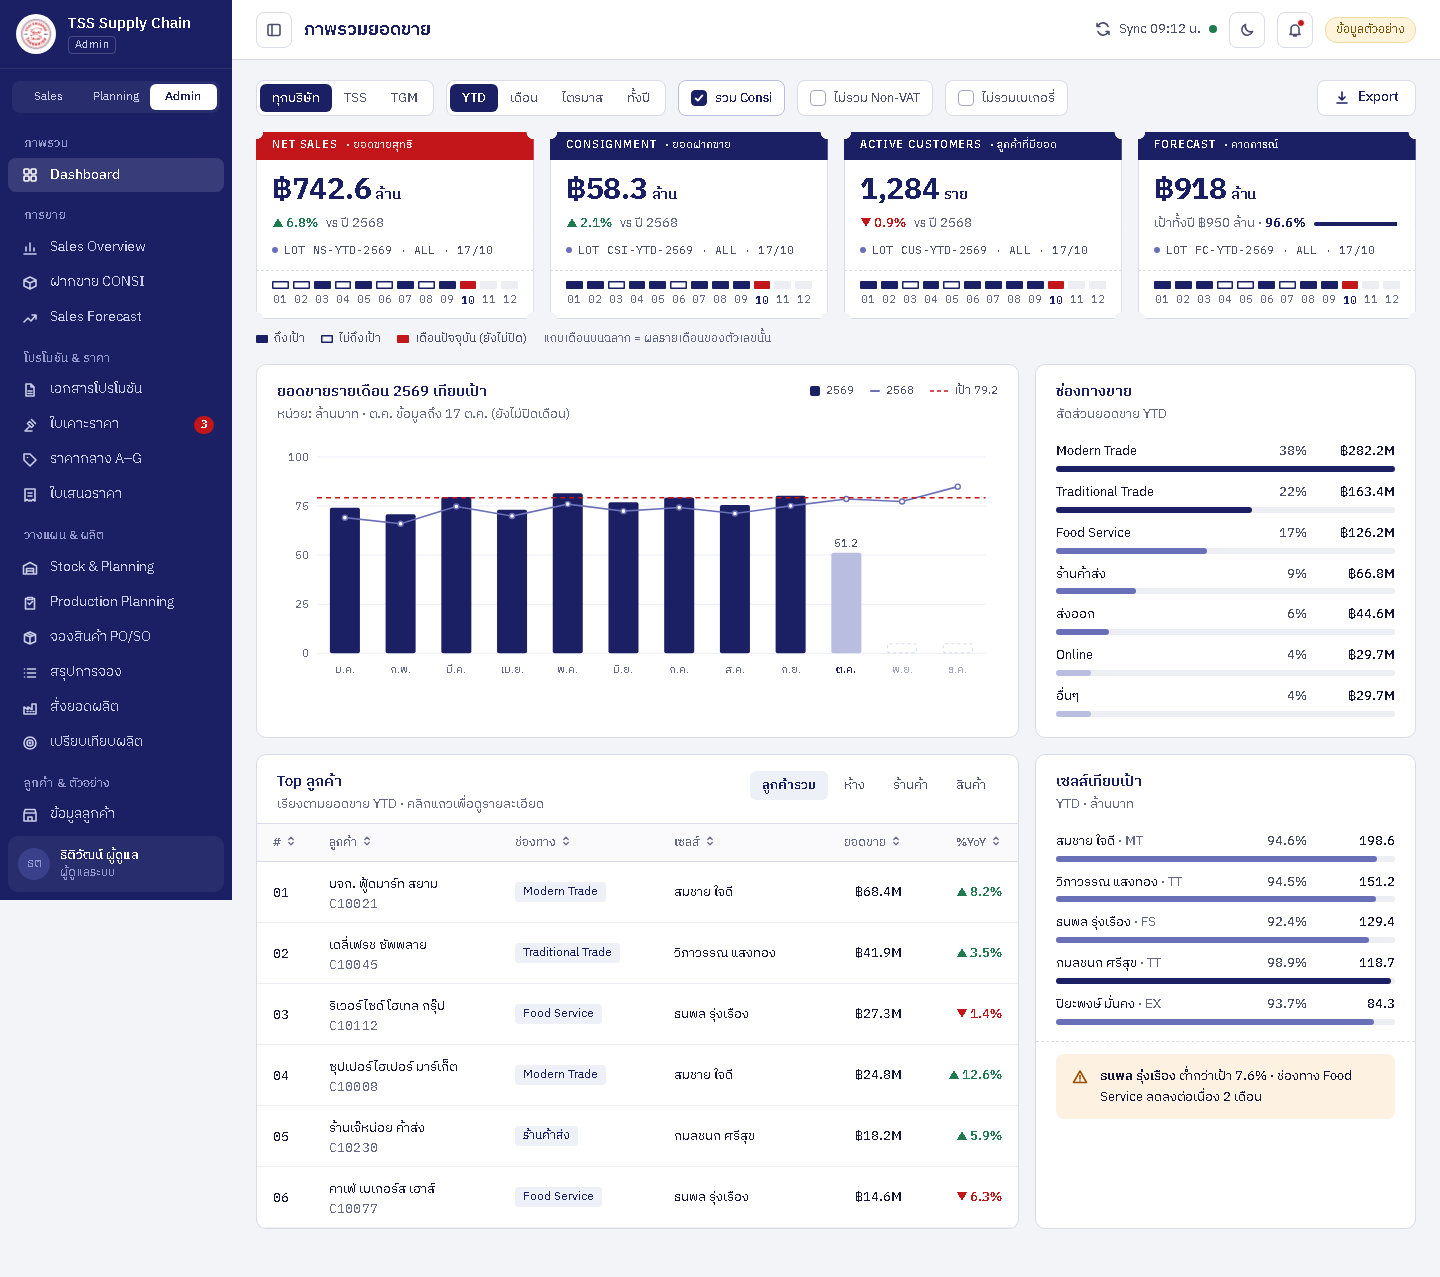 TSS Supply Chain
Admin
Sales Planning Admin
ภาพรวม
Dashboard
การขาย
Sales Overview
ฝากขาย CONSI
Sales Forecast
โปรโมชัน & ราคา
เอกสารโปรโมชัน
ใบเคาะราคา 3
ราคากลาง A–G
ใบเสนอราคา
วางแผน & ผลิต
Stock & Planning
Production Planning
จองสินค้า PO/SO
สรุปการจอง
สั่งยอดผลิต
เปรียบเทียบผลิต
ลูกค้า & ตัวอย่าง
ข้อมูลลูกค้า
ธต
ธิติวัฒน์ ผู้ดูแล
ผู้ดูแลระบบ
ภาพรวมยอดขาย
Sync 09:12 น.
ข้อมูลตัวอย่าง
ทุกบริษัท TSS TGM
YTD เดือน ไตรมาส ทั้งปี
รวม Consi
ไม่รวม Non-VAT
ไม่รวมเบเกอรี่
Export
NET SALES · ยอดขายสุทธิ
฿742.6 ล้าน
▲ 6.8% vs ปี 2568
LOT NS-YTD-2569 · ALL · 17/10
01 02 03 04 05 06 07 08 09 10 11 12
CONSIGNMENT · ยอดฝากขาย
฿58.3 ล้าน
▲ 2.1% vs ปี 2568
LOT CSI-YTD-2569 · ALL · 17/10
01 02 03 04 05 06 07 08 09 10 11 12
ACTIVE CUSTOMERS · ลูกค้าที่มียอด
1,284 ราย
▼ 0.9% vs ปี 2568
LOT CUS-YTD-2569 · ALL · 17/10
01 02 03 04 05 06 07 08 09 10 11 12
FORECAST · คาดการณ์
฿918 ล้าน
เป้าทั้งปี ฿950 ล้าน · 96.6%
LOT FC-YTD-2569 · ALL · 17/10
01 02 03 04 05 06 07 08 09 10 11 12
ถึงเป้า ไม่ถึงเป้า เดือนปัจจุบัน (ยังไม่ปิด) แถบเดือนบนฉลาก = ผลรายเดือนของตัวเลขนั้น
ยอดขายรายเดือน 2569 เทียบเป้า
หน่วย: ล้านบาท · ต.ค. ข้อมูลถึง 17 ต.ค. (ยังไม่ปิดเดือน)
2569 2568 เป้า 79.2
100
75
50
25
0
51.2
ม.ค. ก.พ. มี.ค. เม.ย. พ.ค. มิ.ย. ก.ค. ส.ค. ก.ย. ต.ค. พ.ย. ธ.ค.
ช่องทางขาย
สัดส่วนยอดขาย YTD
Modern Trade 38% ฿282.2M
Traditional Trade 22% ฿163.4M
Food Service 17% ฿126.2M
ร้านค้าส่ง 9% ฿66.8M
ส่งออก 6% ฿44.6M
Online 4% ฿29.7M
อื่นๆ 4% ฿29.7M
Top ลูกค้า
เรียงตามยอดขาย YTD · คลิกแถวเพื่อดูรายละเอียด
ลูกค้ารวม ห้าง ร้านค้า สินค้า
# ลูกค้า ช่องทาง เซลส์ ยอดขาย %YoY
01 บจก. ฟู้ดมาร์ท สยาม Modern Trade สมชาย ใจดี ฿68.4M ▲ 8.2%
C10021
02 เดลี่เฟรช ซัพพลาย Traditional Trade วิภาวรรณ แสงทอง ฿41.9M ▲ 3.5%
C10045
03 ริเวอร์ไซด์ โฮเทล กรุ๊ป Food Service ธนพล รุ่งเรือง ฿27.3M ▼ 1.4%
C10112
04 ซุปเปอร์ไฮเปอร์ มาร์เก็ต Modern Trade สมชาย ใจดี ฿24.8M ▲ 12.6%
C10008
05 ร้านเจ๊หน่อย ค้าส่ง ร้านค้าส่ง กมลชนก ศรีสุข ฿18.2M ▲ 5.9%
C10230
06 คาเฟ่ เบเกอร์ส เฮาส์ Food Service ธนพล รุ่งเรือง ฿14.6M ▼ 6.3%
C10077
เซลส์เทียบเป้า
YTD · ล้านบาท
สมชาย ใจดี · MT 94.6% 198.6
วิภาวรรณ แสงทอง · TT 94.5% 151.2
ธนพล รุ่งเรือง · FS 92.4% 129.4
กมลชนก ศรีสุข · TT 98.9% 118.7
ปิยะพงษ์ มั่นคง · EX 93.7% 84.3
ธนพล รุ่งเรือง ต่ำกว่าเป้า 7.6% · ช่องทาง Food
Service ลดลงต่อเนื่อง 2 เดือน